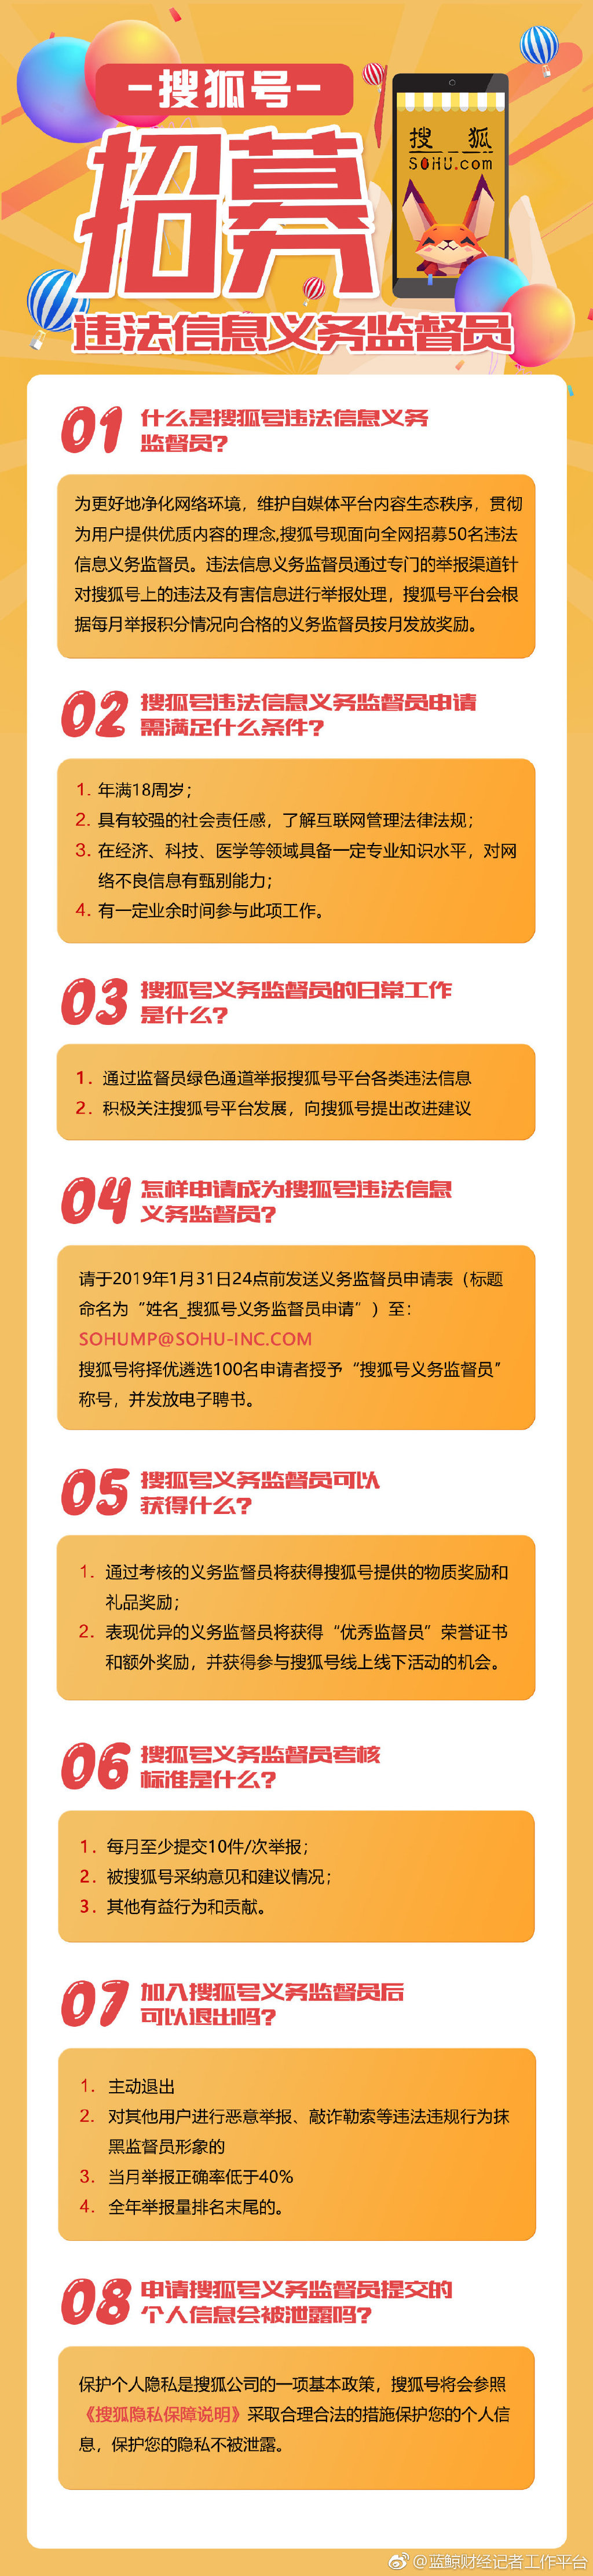 -搜狐号-
招募
违法信息义务监督员
搜 狐
SOHU.com
01 什么是搜狐号违法信息义务
监督员?
为更好地净化网络环境，维护自媒体平台内容生态秩序，贯彻
为用户提供优质内容的理念,搜狐号现面向全网招募50名违法
信息义务监督员。违法信息义务监督员通过专门的举报渠道针
对搜狐号上的违法及有害信息进行举报处理，搜狐号平台会根
据每月举报积分情况向合格的义务监督员按月发放奖励。
02 搜狐号违法信息义务监督员申请
需满足什么条件?
1. 年满18周岁；
2. 具有较强的社会责任感，了解互联网管理法律法规；
3. 在经济、科技、医学等领域具备一定专业知识水平，对网
络不良信息有甄别能力；
4. 有一定业余时间参与此项工作。
03 搜狐号义务监督员的日常工作
是什么?
1. 通过监督员绿色通道举报搜狐号平台各类违法信息
2. 积极关注搜狐号平台发展，向搜狐号提出改进建议
04 怎样申请成为搜狐号违法信息
义务监督员?
请于2019年1月31日24点前发送义务监督员申请表（标题
命名为“姓名_搜狐号义务监督员申请”）至：
SOHUMP@SOHU-INC.COM
搜狐号将择优遴选100名申请者授予“搜狐号义务监督员”
称号，并发放电子聘书。
05 搜狐号义务监督员可以
获得什么?
1. 通过考核的义务监督员将获得搜狐号提供的物质奖励和
礼品奖励；
2. 表现优异的义务监督员将获得“优秀监督员”荣誉证书
和额外奖励，并获得参与搜狐号线上线下活动的机会。
06 搜狐号义务监督员考核
标准是什么?
1. 每月至少提交10件/次举报；
2. 被搜狐号采纳意见和建议情况；
3. 其他有益行为和贡献。
07 加入搜狐号义务监督员后
可以退出吗?
1. 主动退出
2. 对其他用户进行恶意举报、敲诈勒索等违法违规行为抹
黑监督员形象的
3. 当月举报正确率低于40%
4. 全年举报量排名末尾的。
08 申请搜狐号义务监督员提交的
个人信息会被泄露吗?
保护个人隐私是搜狐公司的一项基本政策，搜狐号将会参照
《搜狐隐私保障说明》采取合理合法的措施保护您的个人信
息，保护您的隐私不被泄露。
@蓝鲸财经记者工作平台